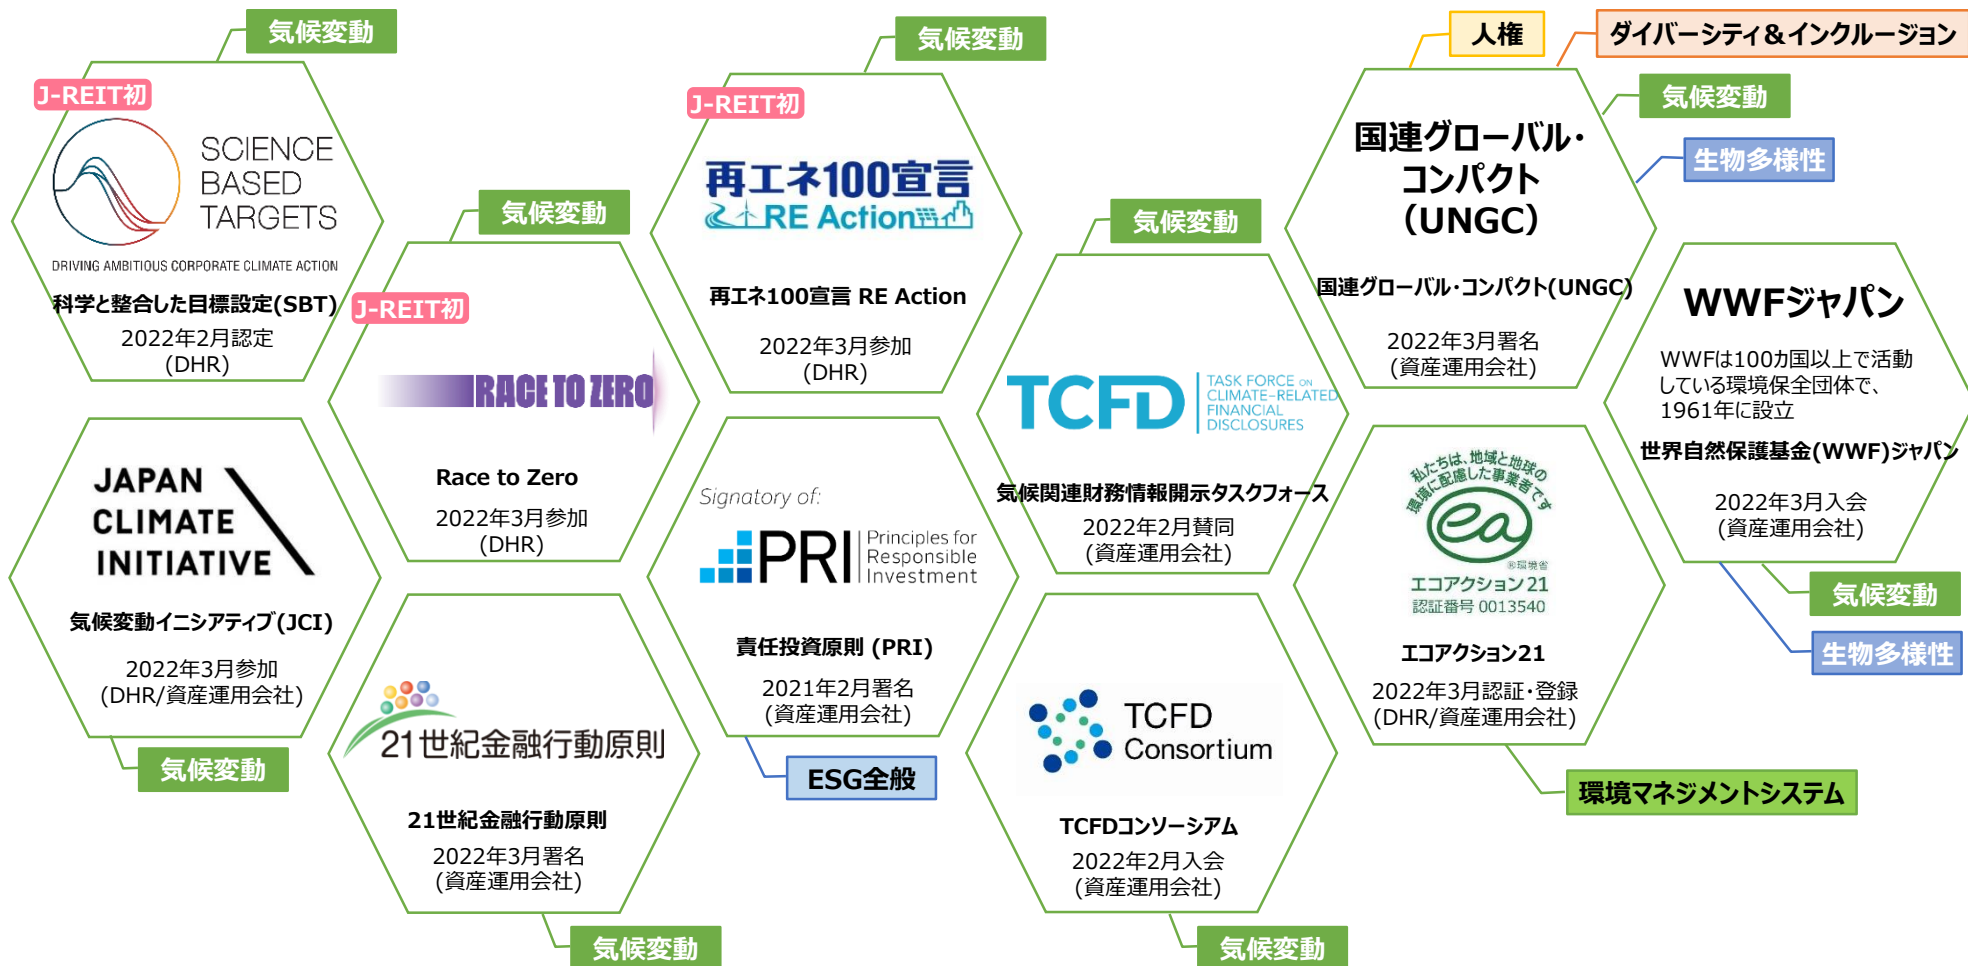 気候変動
J-REIT初
SCIENCE
BASED
TARGETS
DRIVING AMBITIOUS CORPORATE CLIMATE ACTION
科学と整合した目標設定(SBT)
2022年2月認定
(DHR)
気候変動
J-REIT初
RACE TO ZERO
Race to Zero
2022年3月参加
(DHR)
気候変動
J-REIT初
再エネ100宣言
RE Action
再エネ100宣言 RE Action
2022年3月参加
(DHR)
気候変動
TCFD
TASK FORCE ON
CLIMATE-RELATED
FINANCIAL
DISCLOSURES
気候関連財務情報開示タスクフォース
2022年2月賛同
(資産運用会社)
人権
ダイバーシティ&インクルージョン
気候変動
生物多様性
国連グローバル・
コンパクト
（UNGC）
国連グローバル・コンパクト(UNGC)
2022年3月署名
(資産運用会社)
WWFジャパン
WWFは100カ国以上で活動
している環境保全団体で、
1961年に設立
世界自然保護基金(WWF)ジャパン
2022年3月入会
(資産運用会社)
気候変動
生物多様性
JAPAN
CLIMATE
INITIATIVE
気候変動イニシアティブ(JCI)
2022年3月参加
(DHR/資産運用会社)
気候変動
21世紀金融行動原則
21世紀金融行動原則
2022年3月署名
(資産運用会社)
気候変動
Signatory of:
PRI
Principles for
Responsible
Investment
責任投資原則 (PRI)
2021年2月署名
(資産運用会社)
ESG全般
TCFD
Consortium
TCFDコンソーシアム
2022年2月入会
(資産運用会社)
気候変動
私たちは、地域と地球の
環境に配慮した事業者です
ea
®環境省
エコアクション21
認証番号 0013540
エコアクション21
2022年3月認証・登録
(DHR/資産運用会社)
環境マネジメントシステム